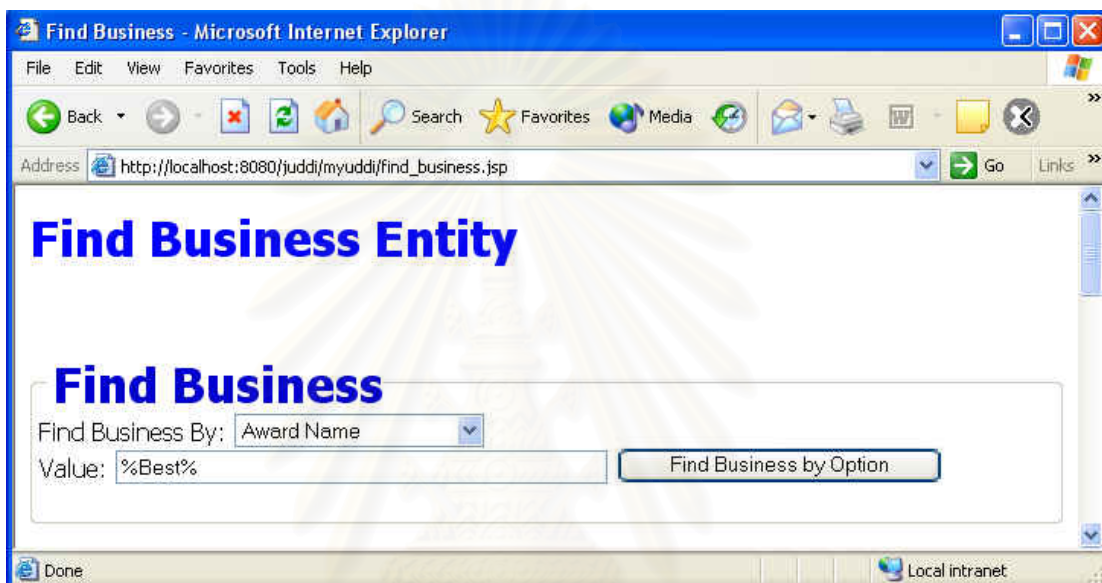 Find Business - Microsoft Internet Explorer
File Edit View Favorites Tools Help
Back Search Favorites Media
Address http://localhost:8080/juddi/myuddi/find_business.jsp Go Links »
Find Business Entity
Find Business
Find Business By: Award Name
Value: %Best% Find Business by Option
Done Local intranet